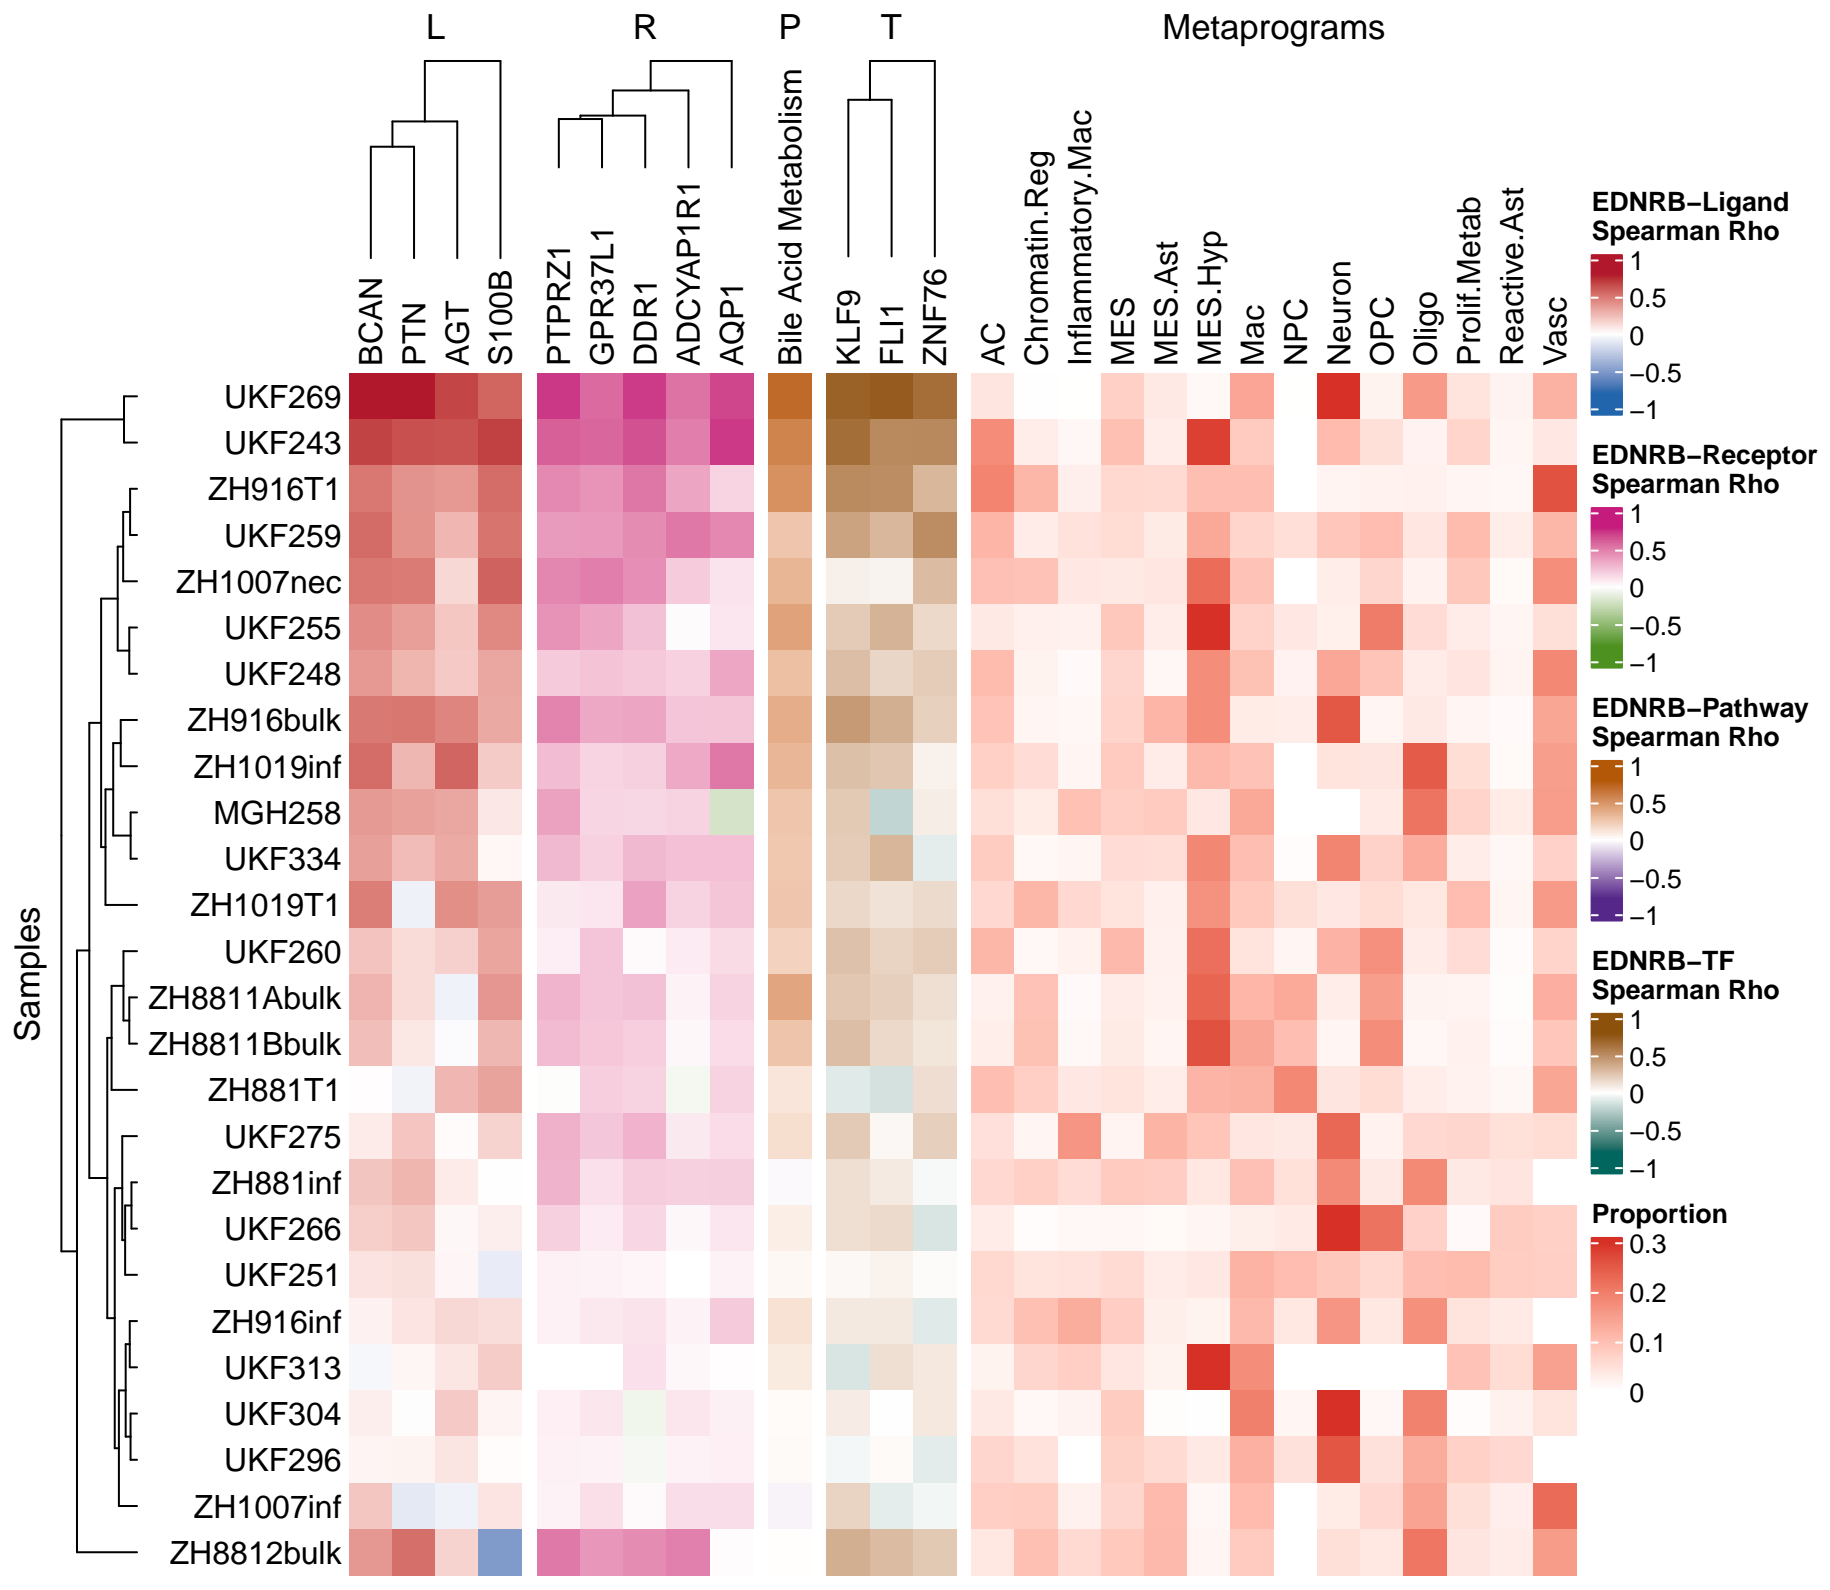 L R P T Metaprograms
BCAN PTN AGT S100B PTPRZ1 GPR37L1 DDR1 ADCYAP1R1 AQP1 Bile Acid Metabolism KLF9 FLI1 ZNF76 AC Chromatin.Reg Inflammatory.Mac MES MES.Ast MES.Hyp Mac NPC Neuron OPC Oligo Prolif.Metab Reactive.Ast Vasc
Samples
UKF269
UKF243
ZH916T1
UKF259
ZH1007nec
UKF255
UKF248
ZH916bulk
ZH1019inf
MGH258
UKF334
ZH1019T1
UKF260
ZH8811Abulk
ZH8811Bbulk
ZH881T1
UKF275
ZH881inf
UKF266
UKF251
ZH916inf
UKF313
UKF304
UKF296
ZH1007inf
ZH8812bulk
EDNRB−Ligand
Spearman Rho
1
0.5
0
−0.5
−1
EDNRB−Receptor
Spearman Rho
1
0.5
0
−0.5
−1
EDNRB−Pathway
Spearman Rho
1
0.5
0
−0.5
−1
EDNRB−TF
Spearman Rho
1
0.5
0
−0.5
−1
Proportion
0.3
0.2
0.1
0